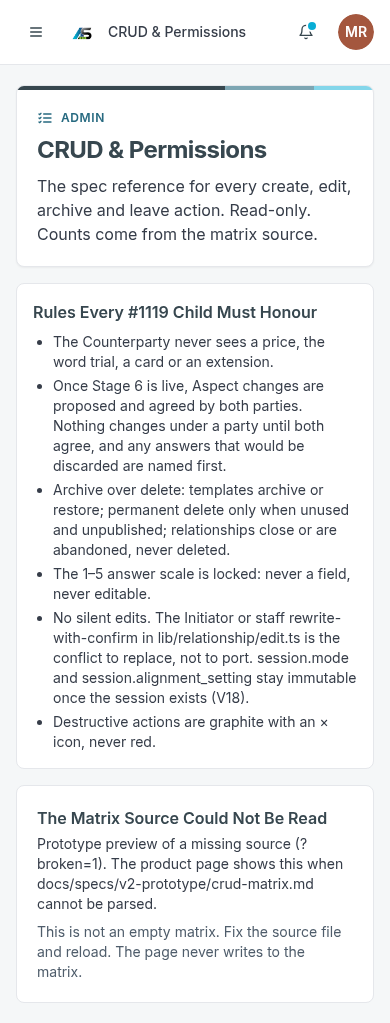 CRUD & Permissions
MR
ADMIN
CRUD & Permissions
The spec reference for every create, edit,
archive and leave action. Read-only.
Counts come from the matrix source.
Rules Every #1119 Child Must Honour
• The Counterparty never sees a price, the
word trial, a card or an extension.
• Once Stage 6 is live, Aspect changes are
proposed and agreed by both parties.
Nothing changes under a party until both
agree, and any answers that would be
discarded are named first.
• Archive over delete: templates archive or
restore; permanent delete only when unused
and unpublished; relationships close or are
abandoned, never deleted.
• The 1–5 answer scale is locked: never a field,
never editable.
• No silent edits. The Initiator or staff rewrite-
with-confirm in lib/relationship/edit.ts is the
conflict to replace, not to port. session.mode
and session.alignment_setting stay immutable
once the session exists (V18).
• Destructive actions are graphite with an ×
icon, never red.
The Matrix Source Could Not Be Read
Prototype preview of a missing source (?
broken=1). The product page shows this when
docs/specs/v2-prototype/crud-matrix.md
cannot be parsed.
This is not an empty matrix. Fix the source file
and reload. The page never writes to the
matrix.